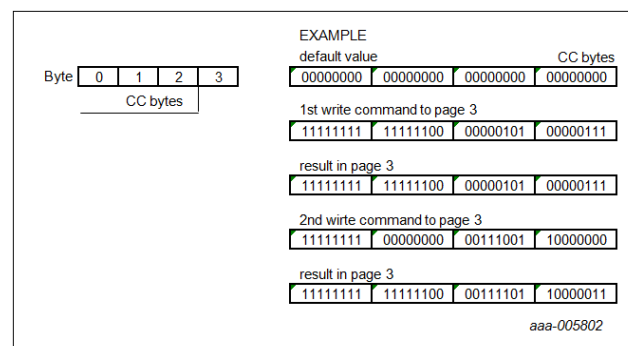 EXAMPLE
default value CC bytes
Byte 0 1 2 3
00000000 00000000 00000000 00000000
CC bytes
1st write command to page 3
11111111 11111100 00000101 00000111
result in page 3
11111111 11111100 00000101 00000111
2nd wirte command to page 3
11111111 00000000 00111001 10000000
result in page 3
11111111 11111100 00111101 10000011
aaa-005802